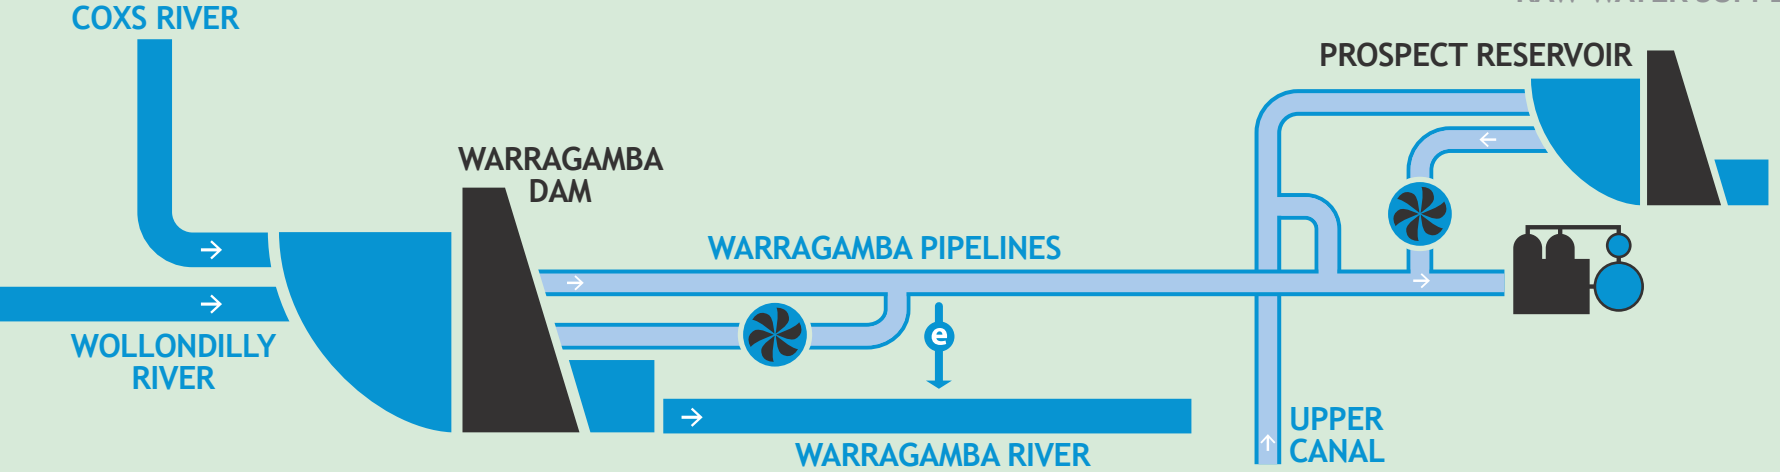 COXS RIVER
PROSPECT RESERVOIR
WARRAGAMBA
DAM
WARRAGAMBA PIPELINES
e
WOLLONDILLY
RIVER
UPPER
CANAL
WARRAGAMBA RIVER